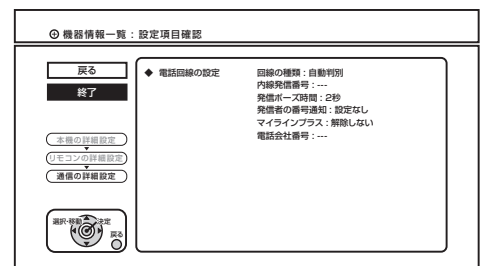 機器情報一覧：設定項目確認
戻る
終了
本機の詳細設定
リモコンの詳細設定
通信の詳細設定
選択・移動 決定
戻る
◆ 電話回線の設定 回線の種類：自動判別
内線発信番号：---
発信ポーズ時間：2秒
発信者の番号通知：設定なし
マイラインプラス：解除しない
電話会社番号：---